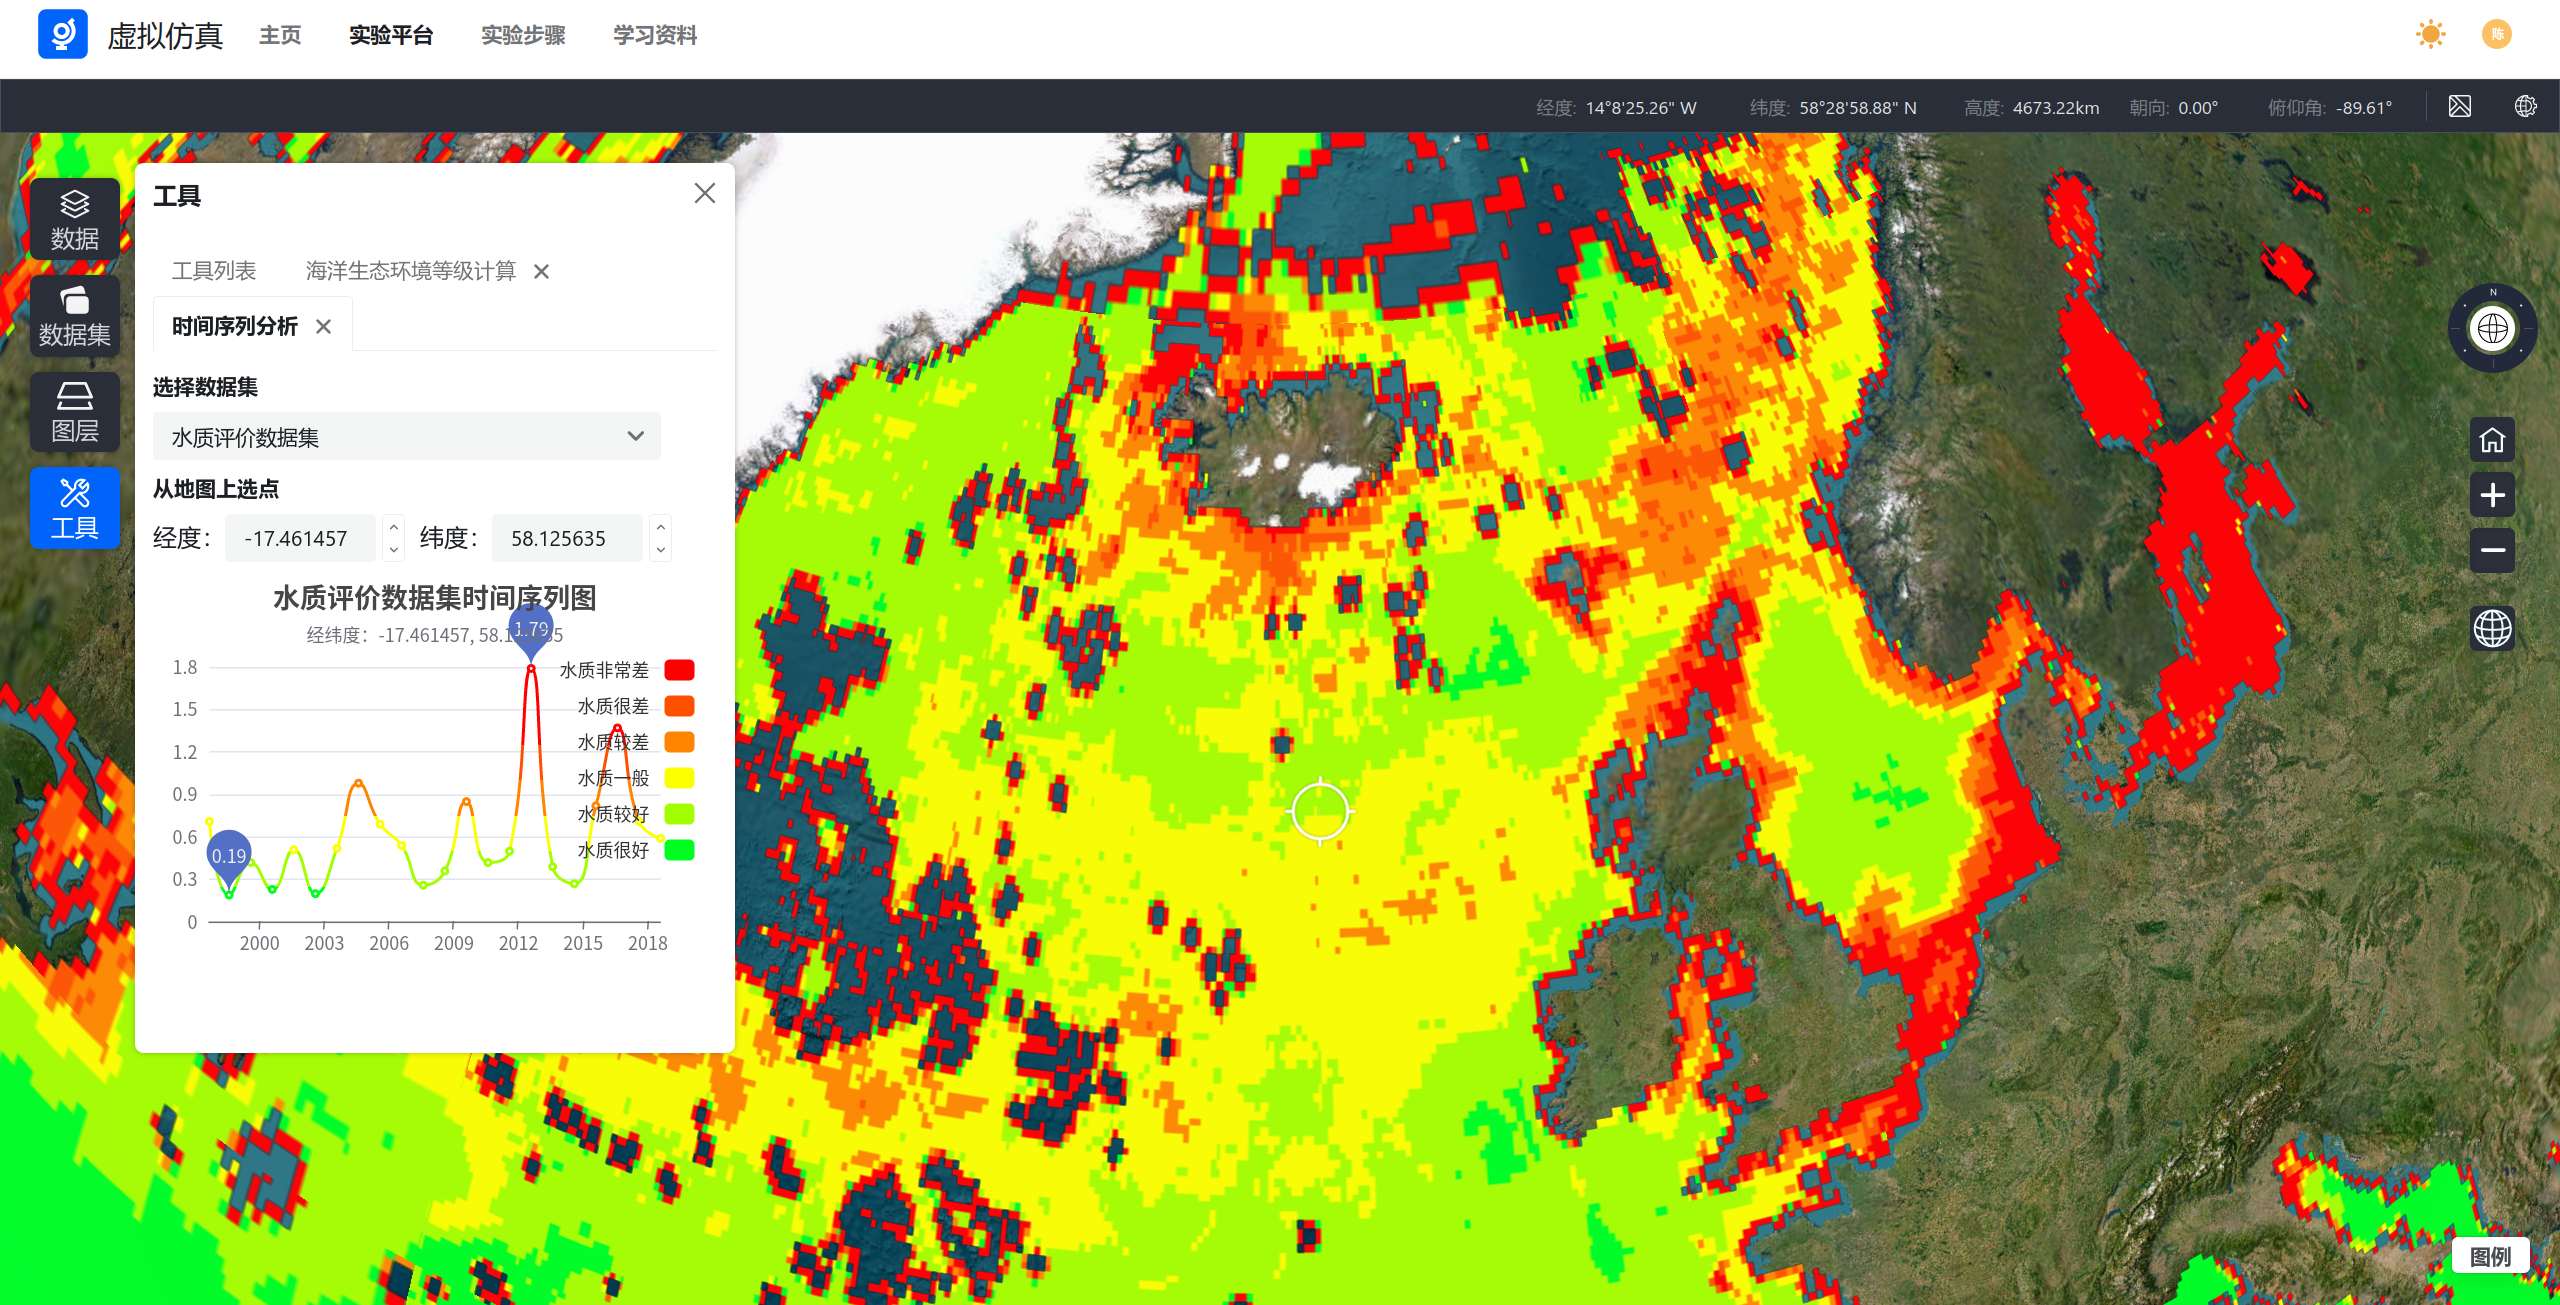 虚拟仿真 主页 实验平台 实验步骤 学习资料 陈
经度: 14°8'25.26" W 纬度: 58°28'58.88" N 高度: 4673.22km 朝向: 0.00° 俯仰角: -89.61°
数据
数据集
图层
工具
工具
工具列表 海洋生态环境等级计算
时间序列分析
选择数据集
水质评价数据集
从地图上选点
经度： -17.461457 纬度： 58.125635
水质评价数据集时间序列图
经纬度：-17.461457, 58.1
1.79
0.19
1.8
1.5
1.2
0.9
0.6
0.3
0
2000 2003 2006 2009 2012 2015 2018
水质非常差
水质很差
水质较差
水质一般
水质较好
水质很好
N
图例